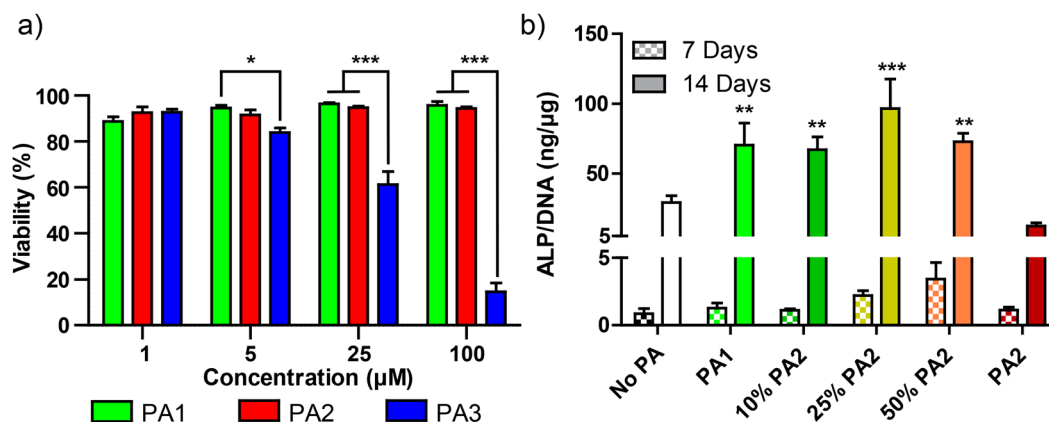 a)
*
***
***
100
80
60
40
20
0
Viability (%)
1 5 25 100
Concentration (µM)
PA1 PA2 PA3
b)
7 Days
14 Days
**
**
***
**
150
100
50
5
5
0
ALP/DNA (ng/µg)
No PA
PA1
10% PA2
25% PA2
50% PA2
PA2